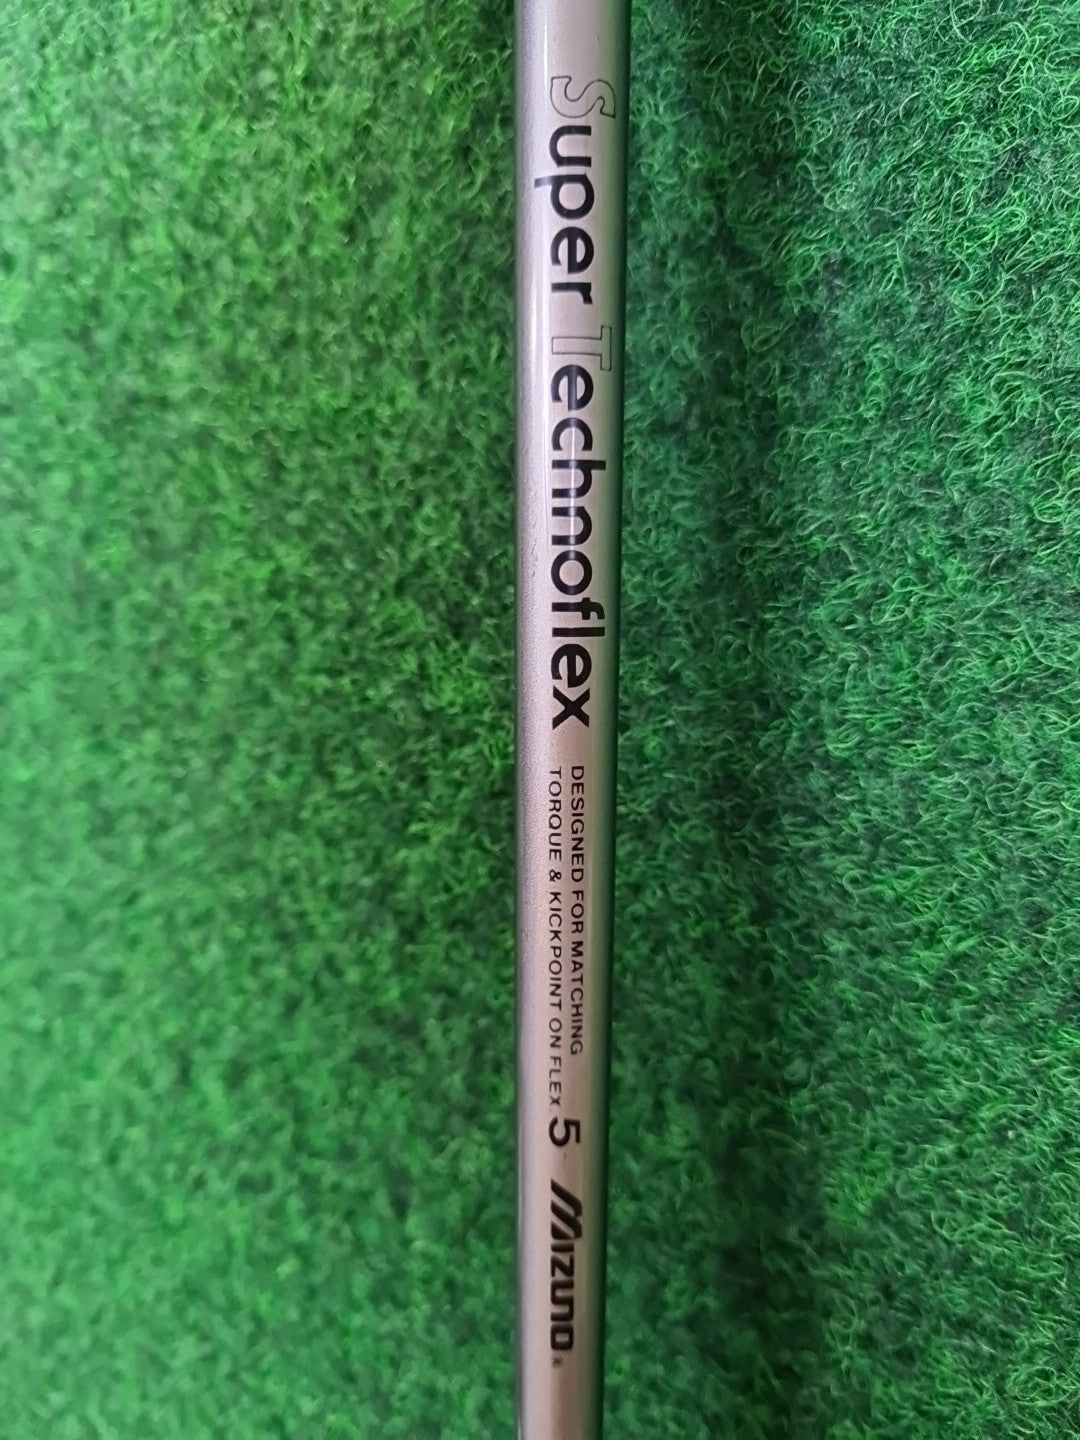 Super Technoflex
DESIGNED FOR MATCHING
TORQUE & KICKPOINT ON FLEX. 5
MIZUNO ®